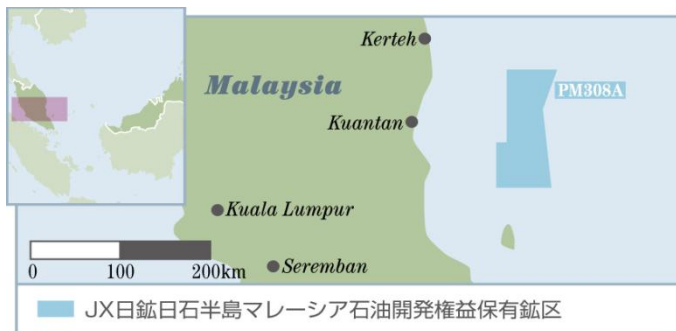 Kerteh
Malaysia
PM308A
Kuantan
Kuala Lumpur
Seremban
0 100 200km
JX日鉱日石半島マレーシア石油開発権益保有鉱区